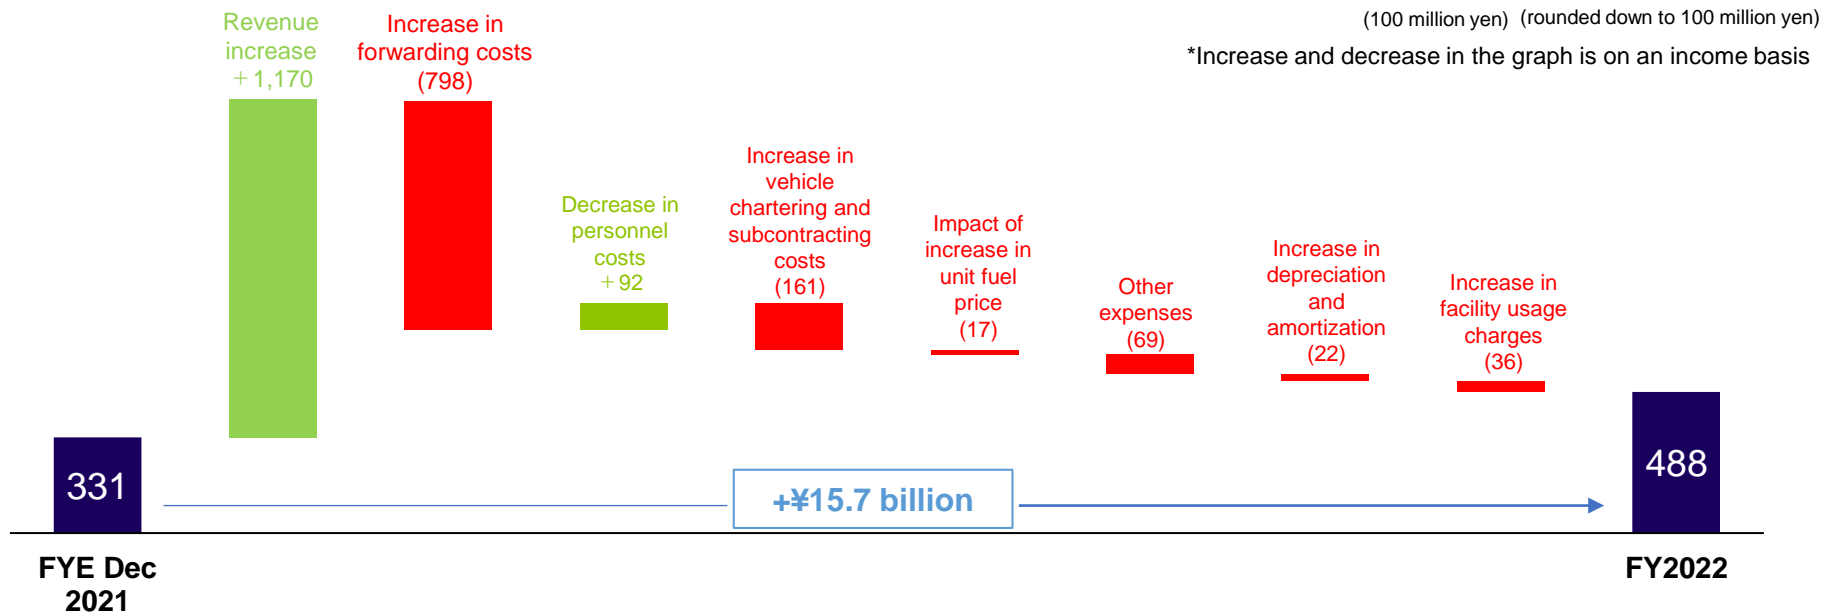 (100 million yen) (rounded down to 100 million yen)
*Increase and decrease in the graph is on an income basis
Revenue
increase
+1,170
Increase in
forwarding costs
(798)
Decrease in
personnel
costs
+92
Increase in
vehicle
chartering and
subcontracting
costs
(161)
Impact of
increase in
unit fuel
price
(17)
Other
expenses
(69)
Increase in
depreciation
and
amortization
(22)
Increase in
facility usage
charges
(36)
331
+¥15.7 billion
488
FYE Dec
2021
FY2022